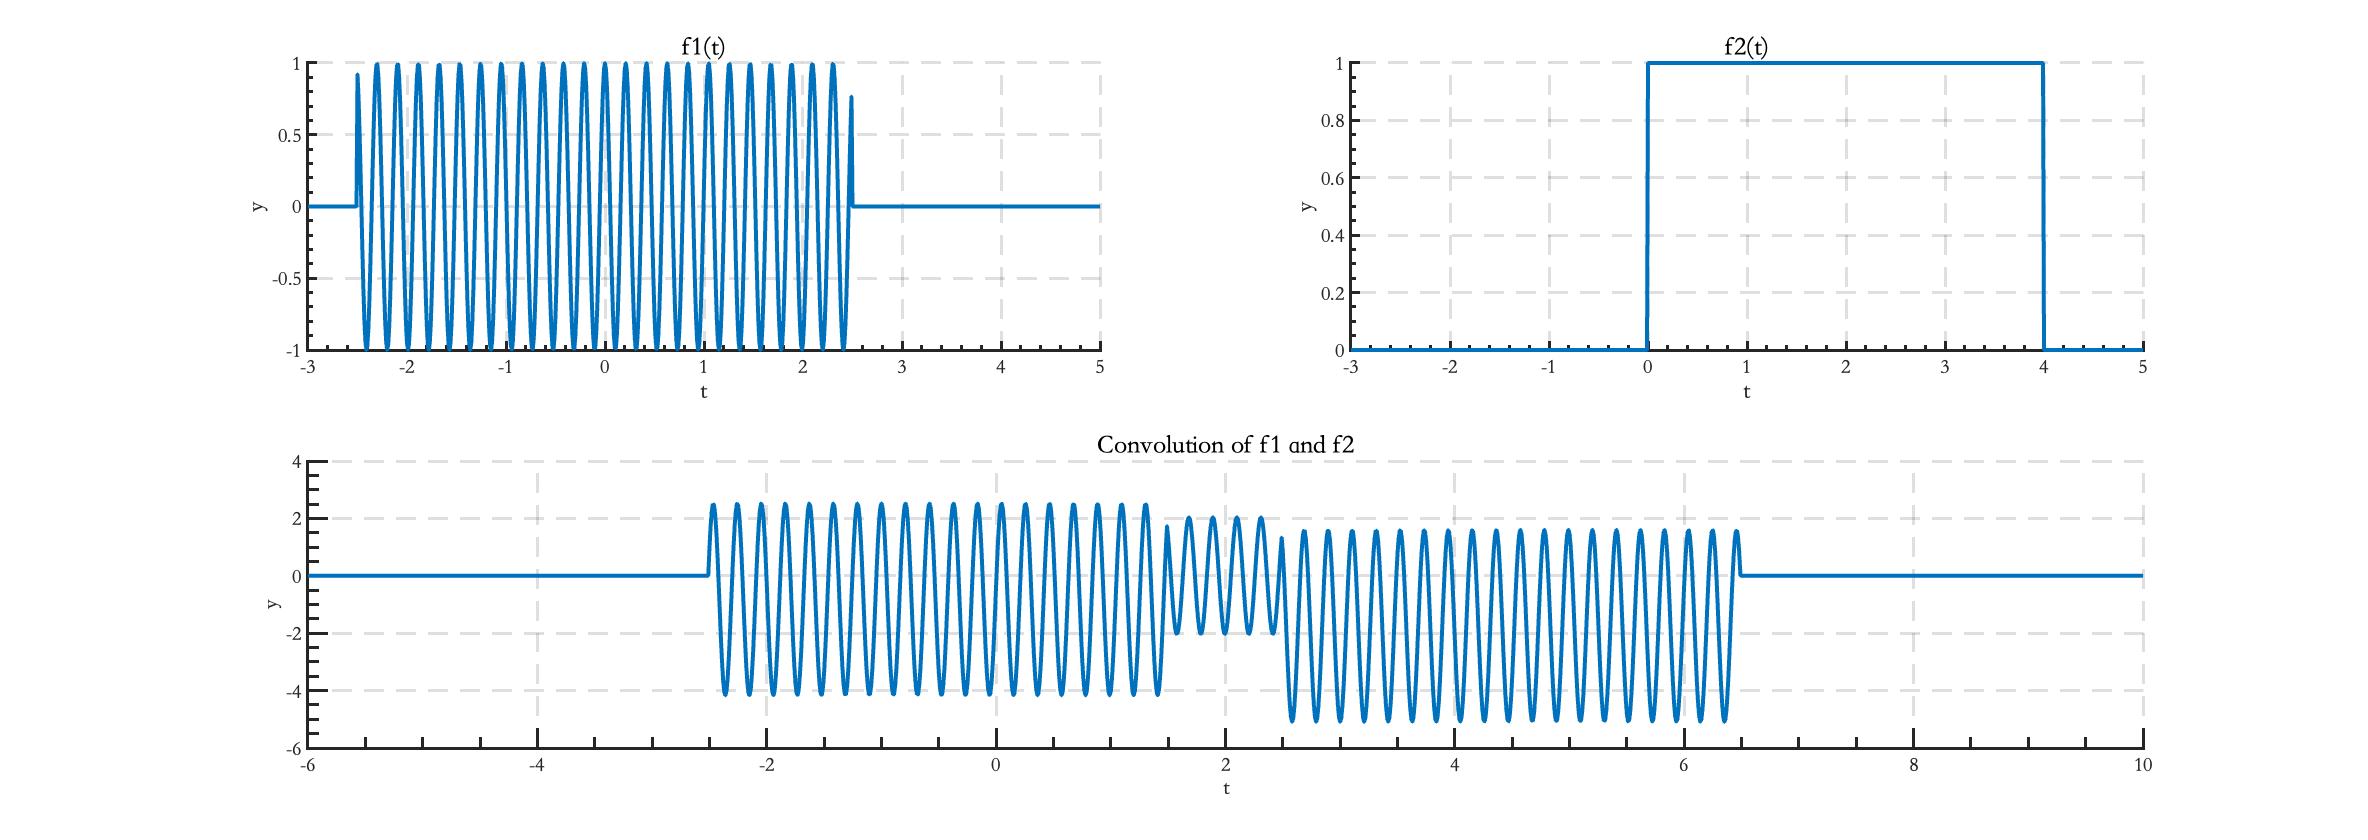 f1(t)
1
0.5
0
-0.5
-1
y
-3 -2 -1 0 1 2 3 4 5
t
f2(t)
1
0.8
0.6
0.4
0.2
0
y
-3 -2 -1 0 1 2 3 4 5
t
Convolution of f1 and f2
4
2
0
-2
-4
-6
y
-6 -4 -2 0 2 4 6 8 10
t